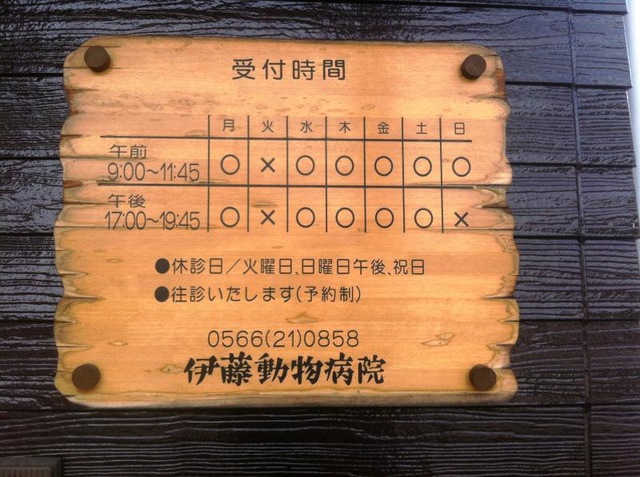 受付時間
月 火 水 木 金 土 日
午前 9:00〜11:45 ○ × ○ ○ ○ ○ ○
午後 17:00〜19:45 ○ × ○ ○ ○ ○ ×
●休診日/火曜日、日曜日午後、祝日
●往診いたします(予約制)
0566(21)0858
伊藤動物病院